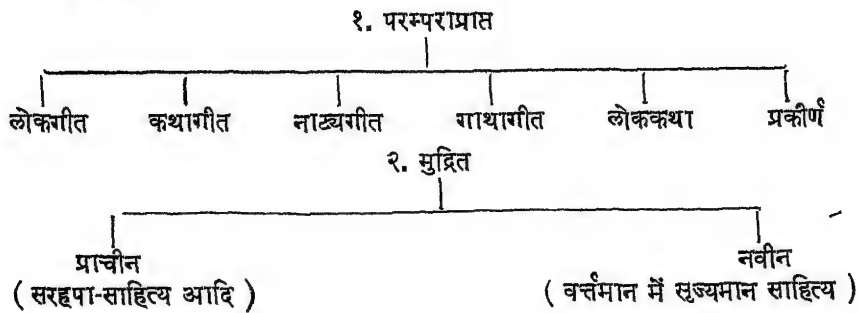 १. परम्पराप्राप्त
लोकगीत कथागीत नाट्यगीत गाथागीत लोककथा प्रकीर्ण
२. मुद्रित
प्राचीन नवीन
( सरहपा-साहित्य आदि ) ( वर्त्तमान में सृज्यमान साहित्य )